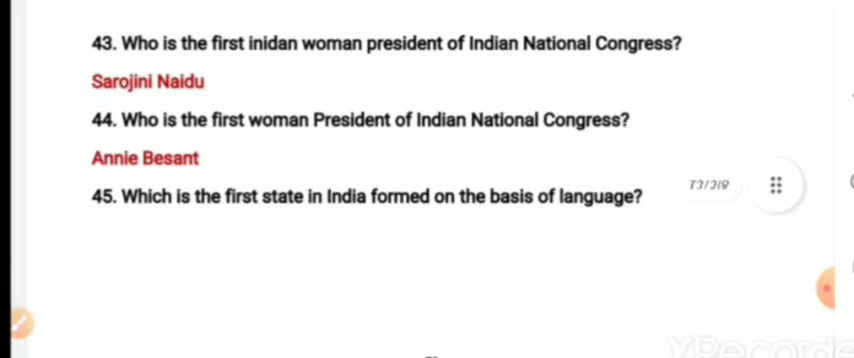 43. Who is the first inidan woman president of Indian National Congress?
Sarojini Naidu
44. Who is the first woman President of Indian National Congress?
Annie Besant
45. Which is the first state in India formed on the basis of language?